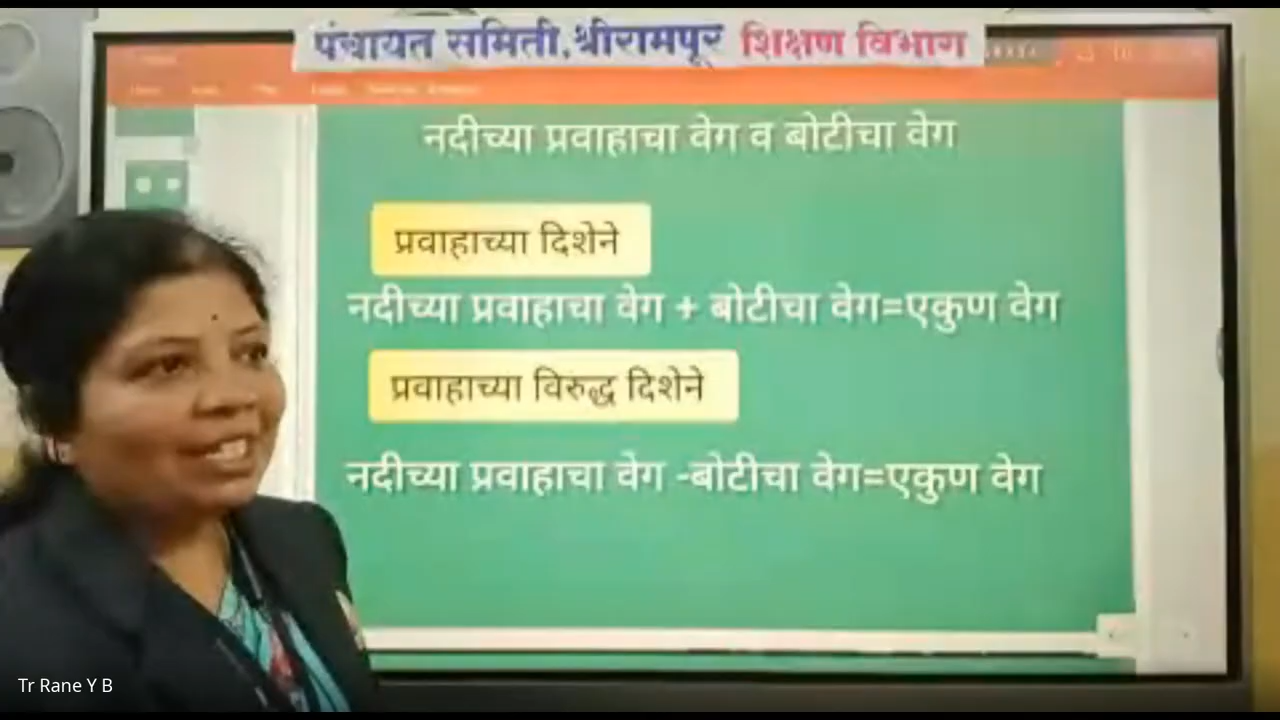 पंचायत समिती,श्रीरामपूर शिक्षण विभाग
नदीच्या प्रवाहाचा वेग व बोटीचा वेग
प्रवाहाच्या दिशेने
नदीच्या प्रवाहाचा वेग + बोटीचा वेग=एकुण वेग
प्रवाहाच्या विरुद्ध दिशेने
नदीच्या प्रवाहाचा वेग -बोटीचा वेग=एकुण वेग
Tr Rane Y B